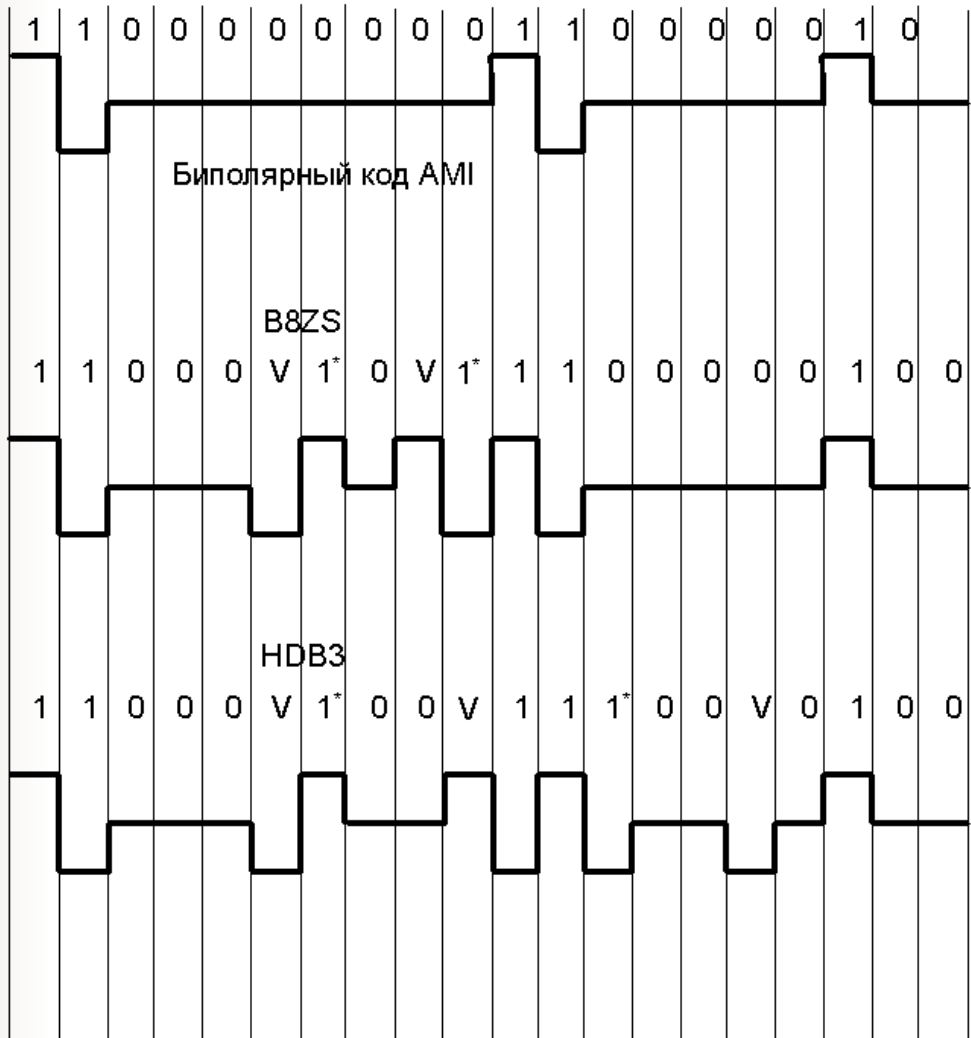 1 1 0 0 0 0 0 0 0 0 1 1 0 0 0 0 0 1 0
Биполярный код AMI
B8ZS
1 1 0 0 0 V 1* 0 V 1* 1 1 0 0 0 0 0 1 0 0
HDB3
1 1 0 0 0 V 1* 0 0 V 1 1 1* 0 0 V 0 1 0 0